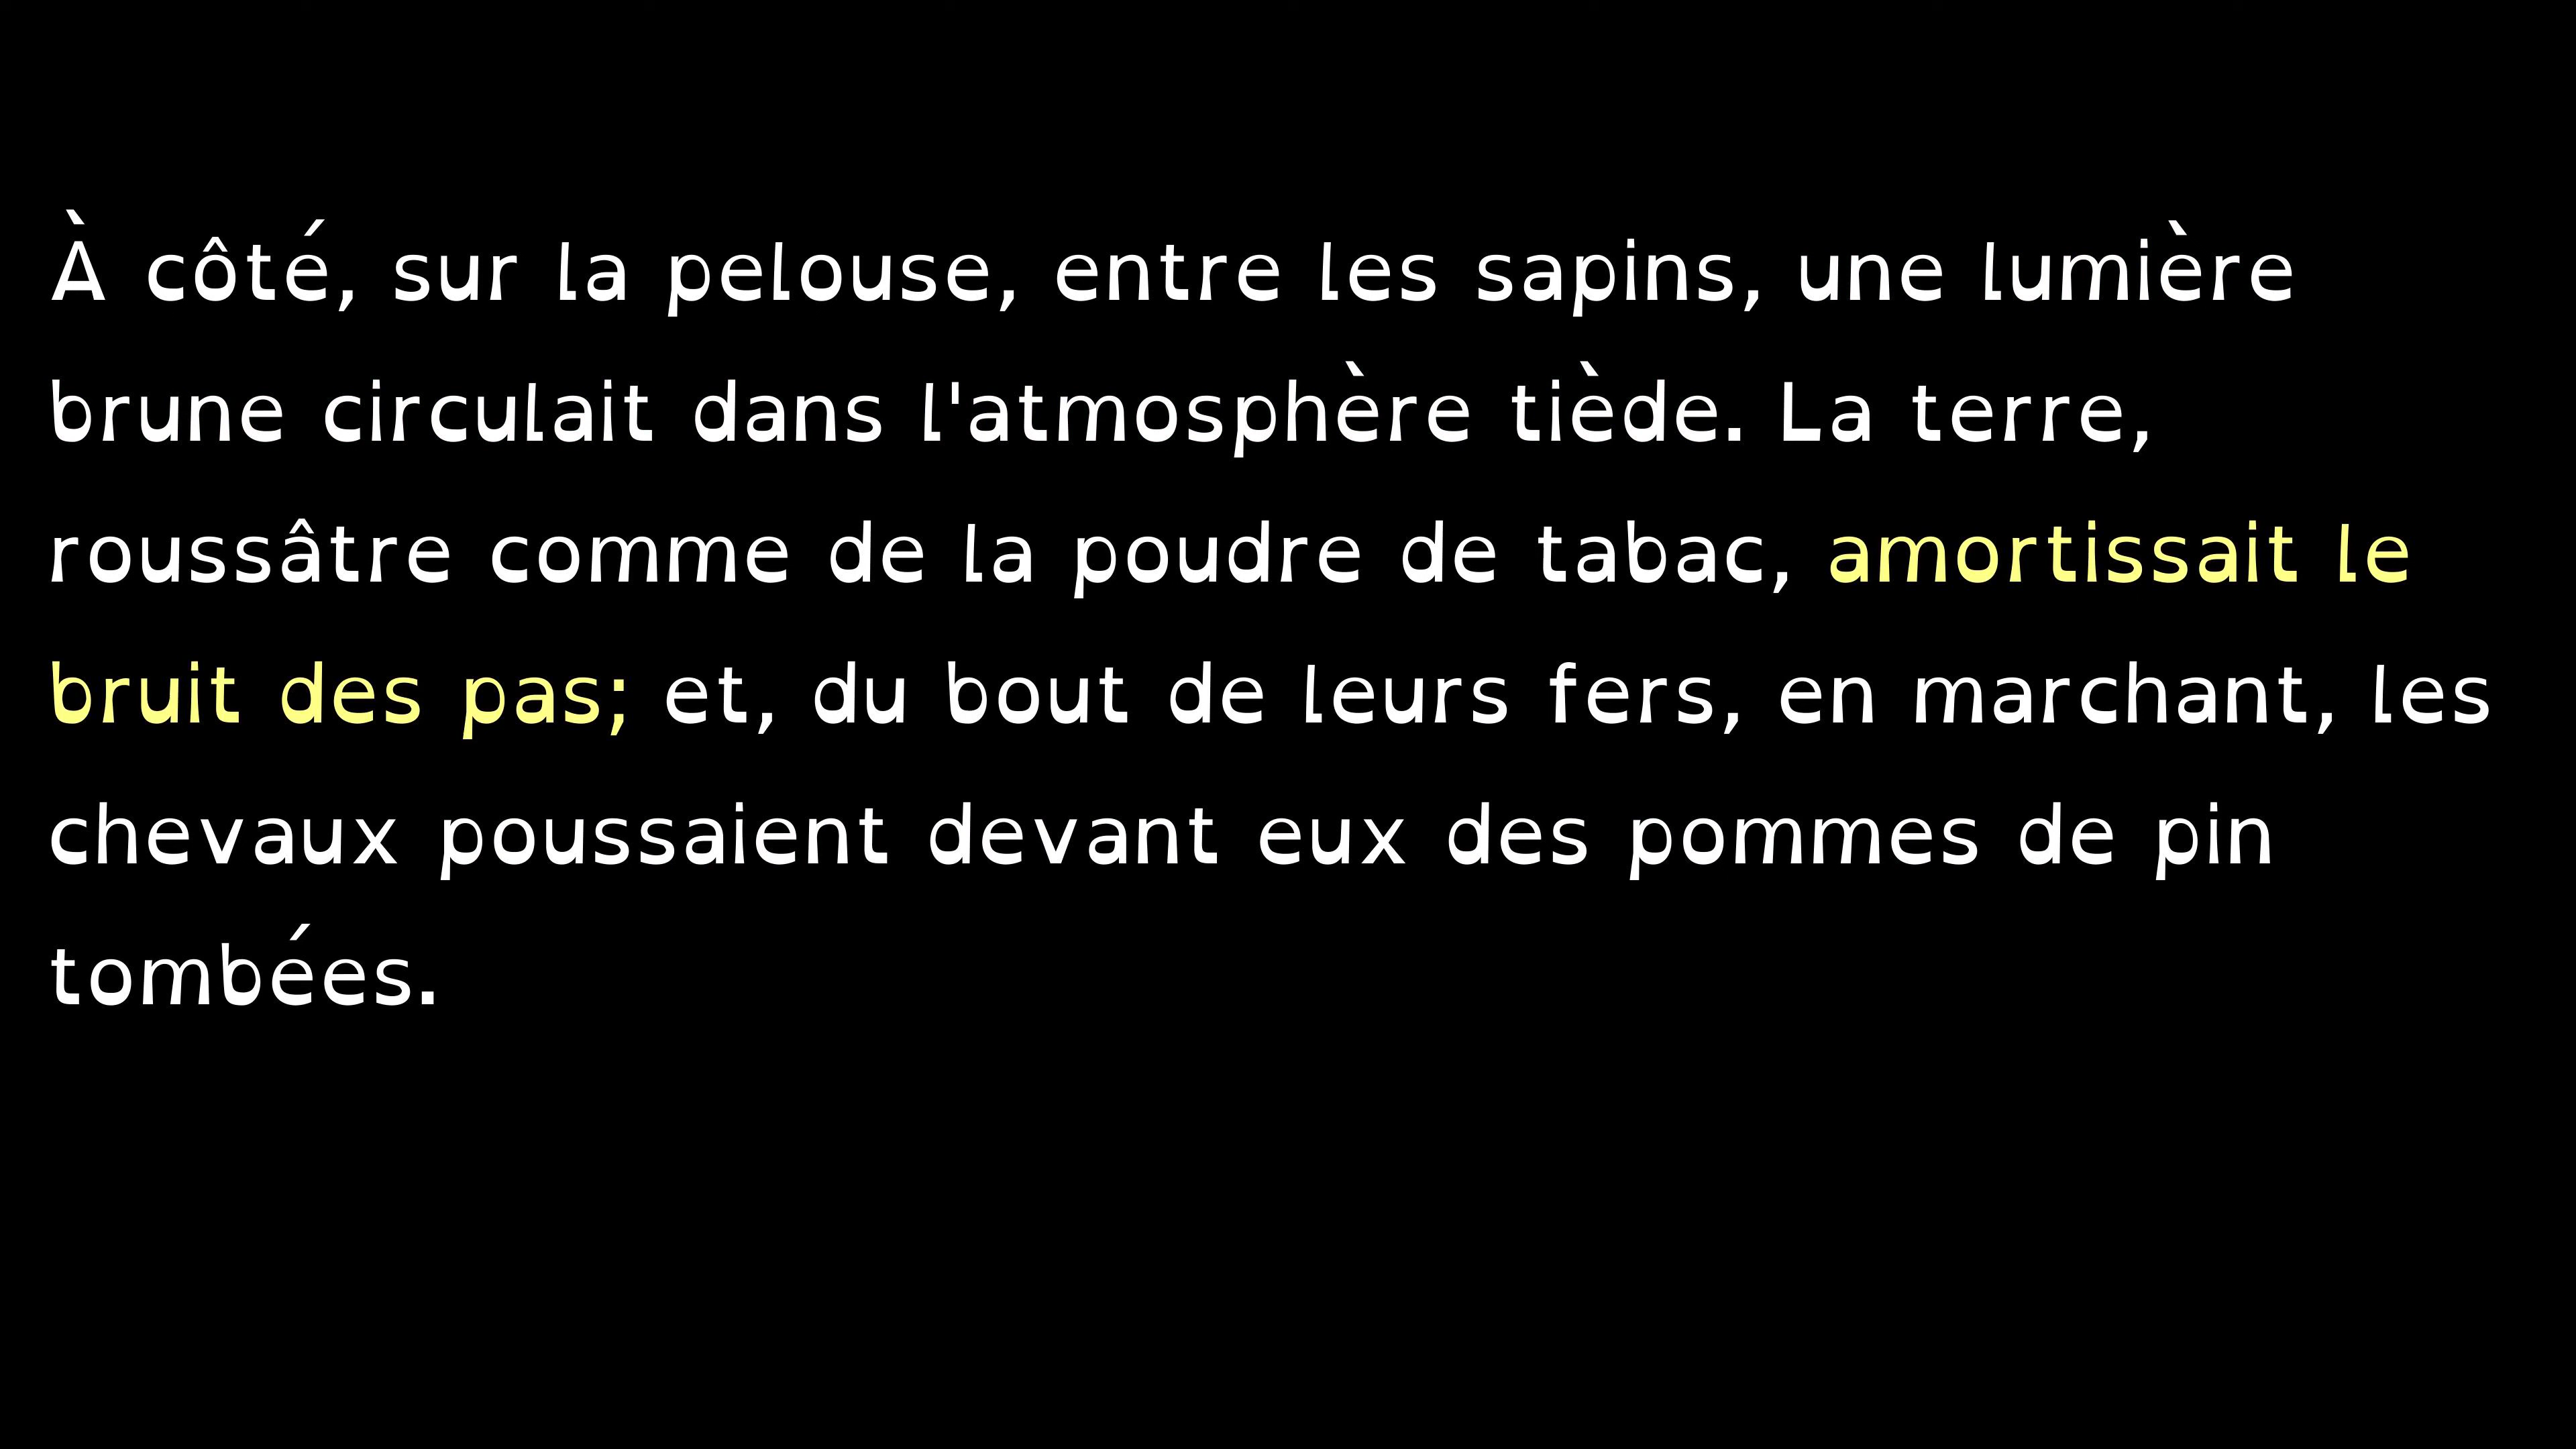 À côté, sur la pelouse, entre les sapins, une lumière
brune circulait dans l'atmosphère tiède. La terre,
roussâtre comme de la poudre de tabac, amortissait le
bruit des pas; et, du bout de leurs fers, en marchant, les
chevaux poussaient devant eux des pommes de pin
tombées.